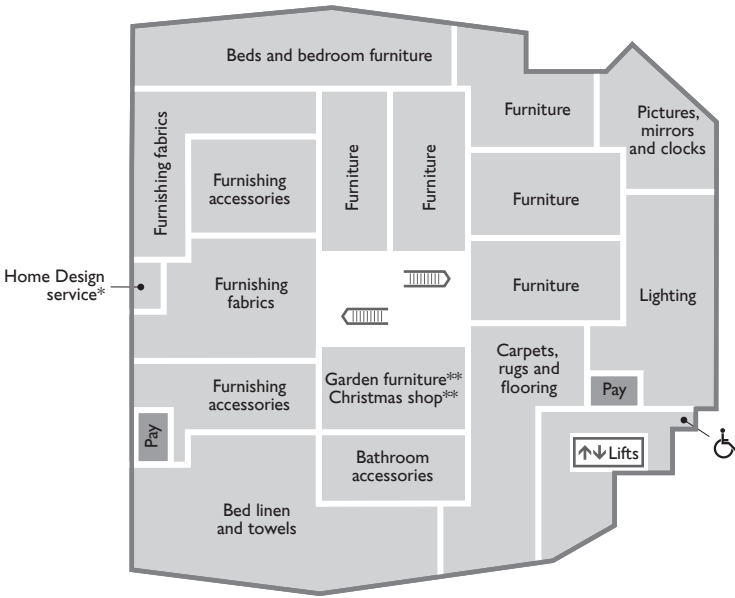 Beds and bedroom furniture
Furniture
Pictures,
mirrors
and clocks
Furnishing fabrics
Furnishing
accessories
Furniture
Furniture
Furniture
Home Design
service*
Furnishing
fabrics
Furniture
Lighting
Carpets,
rugs and
flooring
Furnishing
accessories
Garden furniture**
Christmas shop**
Pay
Pay
Bathroom
accessories
Lifts
Bed linen
and towels